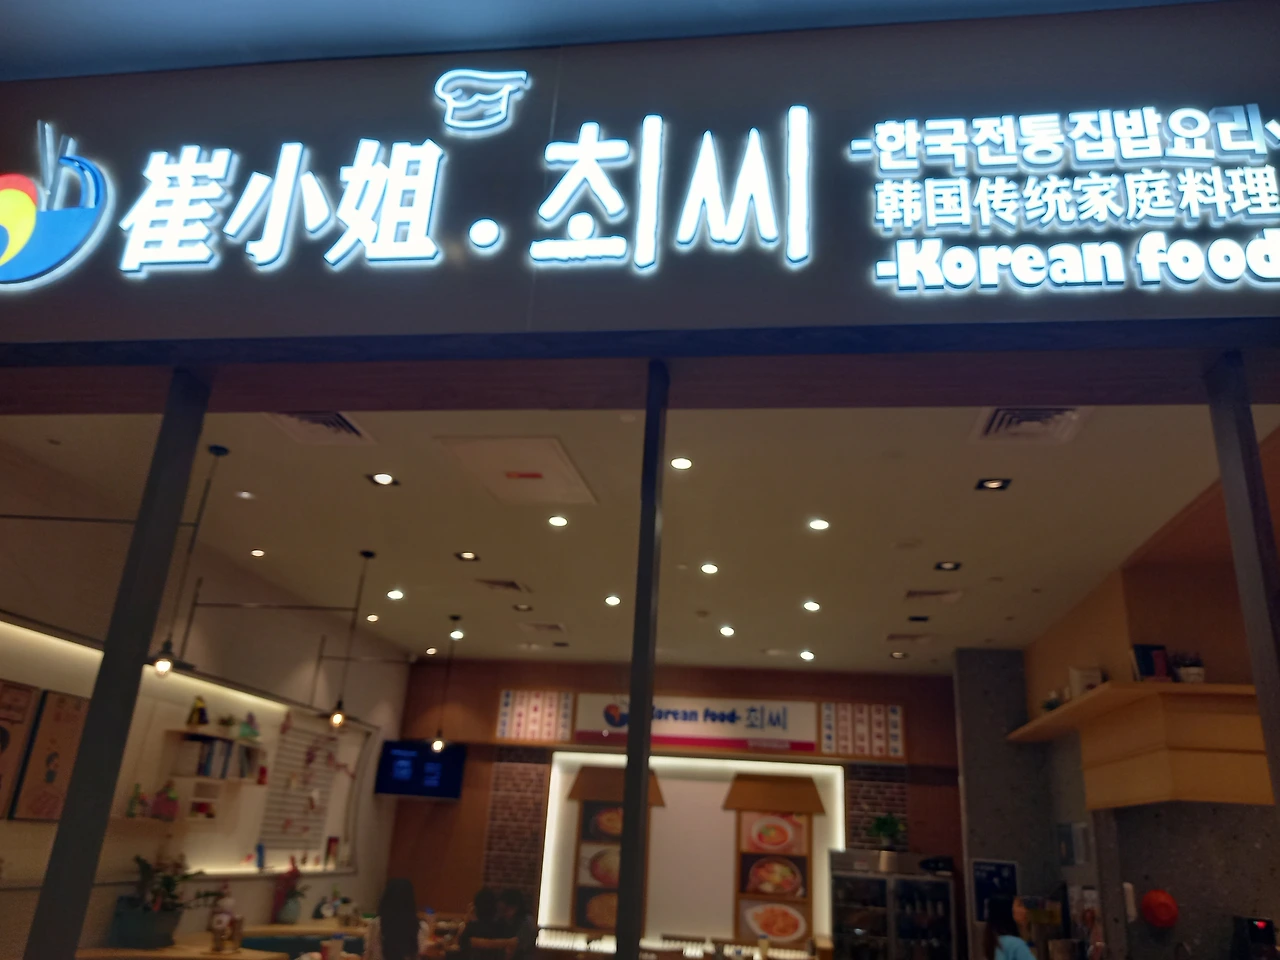 崔小姐·최씨
-한국전통집밥요리
韩国传统家庭料理
-Korean food
Korean food- 최씨